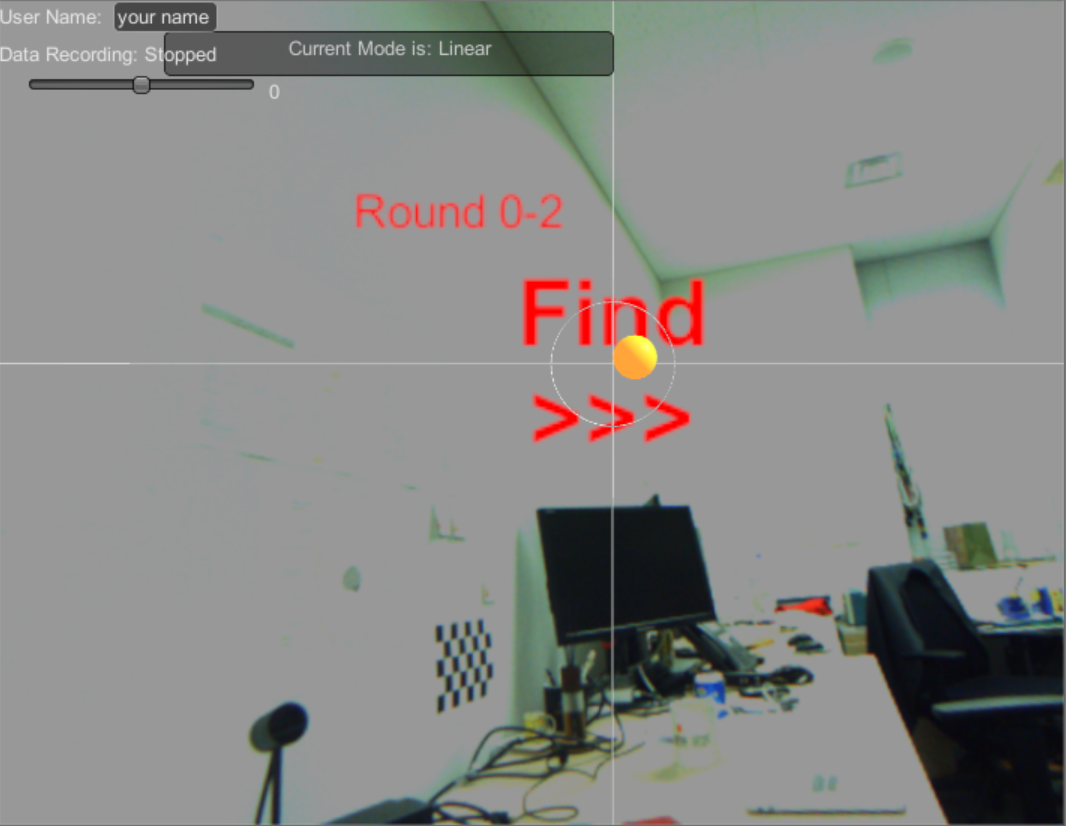 User Name: your name
Data Recording: Stopped
Current Mode is: Linear
0
Round 0-2
Find
>>>